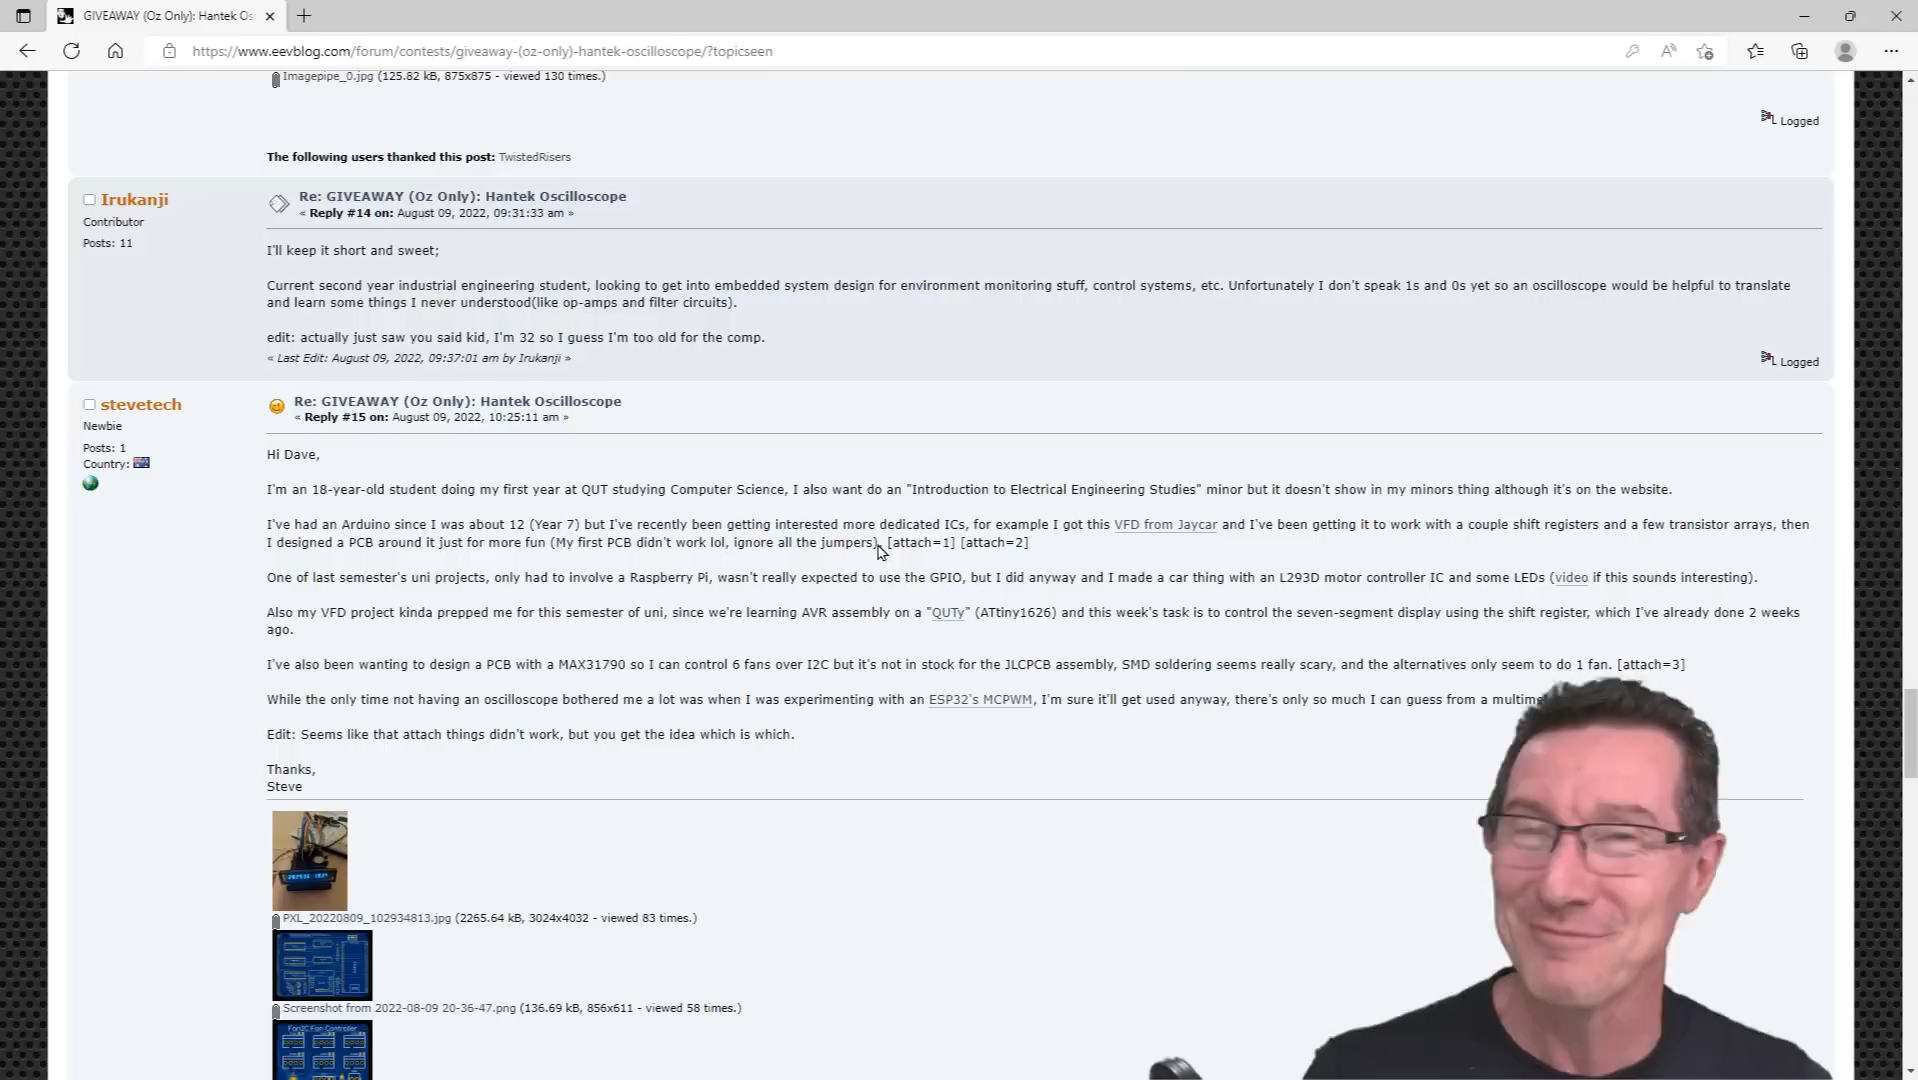 GIVEAWAY (Oz Only): Hantek Os
https://www.eevblog.com/forum/contests/giveaway-(oz-only)-hantek-oscilloscope/?topicseen
Imagepipe_0.jpg (125.82 kB, 875x875 - viewed 130 times.)
Logged
The following users thanked this post: TwistedRisers
Irukanji
Contributor
Posts: 11
Re: GIVEAWAY (Oz Only): Hantek Oscilloscope
« Reply #14 on: August 09, 2022, 09:31:33 am »
I'll keep it short and sweet;
Current second year industrial engineering student, looking to get into embedded system design for environment monitoring stuff, control systems, etc. Unfortunately I don't speak 1s and 0s yet so an oscilloscope would be helpful to translate
and learn some things I never understood(like op-amps and filter circuits).
edit: actually just saw you said kid, I'm 32 so I guess I'm too old for the comp.
« Last Edit: August 09, 2022, 09:37:01 am by Irukanji »
Logged
stevetech
Newbie
Posts: 1
Country:
Re: GIVEAWAY (Oz Only): Hantek Oscilloscope
« Reply #15 on: August 09, 2022, 10:25:11 am »
Hi Dave,
I'm an 18-year-old student doing my first year at QUT studying Computer Science, I also want do an "Introduction to Electrical Engineering Studies" minor but it doesn't show in my minors thing although it's on the website.
I've had an Arduino since I was about 12 (Year 7) but I've recently been getting interested more dedicated ICs, for example I got this VFD from Jaycar and I've been getting it to work with a couple shift registers and a few transistor arrays, then
I designed a PCB around it just for more fun (My first PCB didn't work lol, ignore all the jumpers). [attach=1] [attach=2]
One of last semester's uni projects, only had to involve a Raspberry Pi, wasn't really expected to use the GPIO, but I did anyway and I made a car thing with an L293D motor controller IC and some LEDs (video if this sounds interesting).
Also my VFD project kinda prepped me for this semester of uni, since we're learning AVR assembly on a "QUTy" (ATtiny1626) and this week's task is to control the seven-segment display using the shift register, which I've already done 2 weeks
ago.
I've also been wanting to design a PCB with a MAX31790 so I can control 6 fans over I2C but it's not in stock for the JLCPCB assembly, SMD soldering seems really scary, and the alternatives only seem to do 1 fan. [attach=3]
While the only time not having an oscilloscope bothered me a lot was when I was experimenting with an ESP32's MCPWM, I'm sure it'll get used anyway, there's only so much I can guess from a multime
Edit: Seems like that attach things didn't work, but you get the idea which is which.
Thanks,
Steve
PXL_20220809_102934813.jpg (2265.64 kB, 3024x4032 - viewed 83 times.)
Screenshot from 2022-08-09 20-36-47.png (136.69 kB, 856x611 - viewed 58 times.)
Fan2C Fan Controller